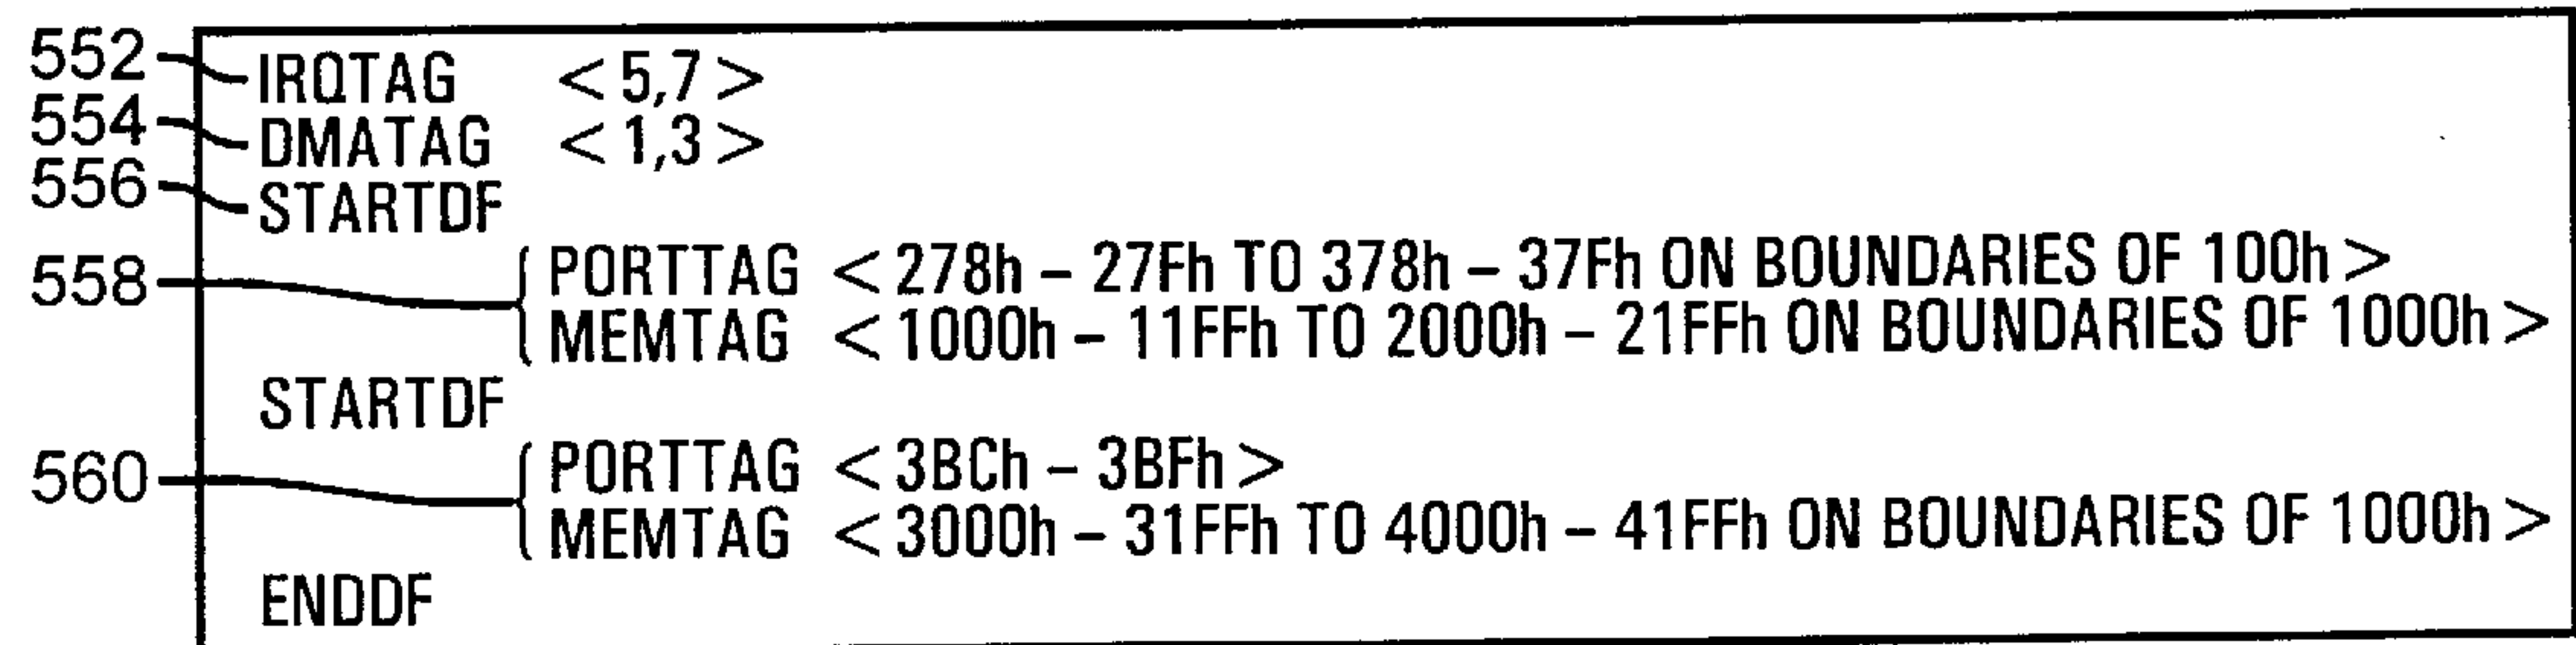 552 IRQTAG < 5,7 >
554 DMATAG < 1,3 >
556 STARTDF
PORTTAG < 278h – 27Fh TO 378h – 37Fh ON BOUNDARIES OF 100h >
558
MEMTAG < 1000h – 11FFh TO 2000h – 21FFh ON BOUNDARIES OF 1000h >
STARTDF
560 PORTTAG < 3BCh – 3BFh >
MEMTAG < 3000h – 31FFh TO 4000h – 41FFh ON BOUNDARIES OF 1000h >
ENDDF